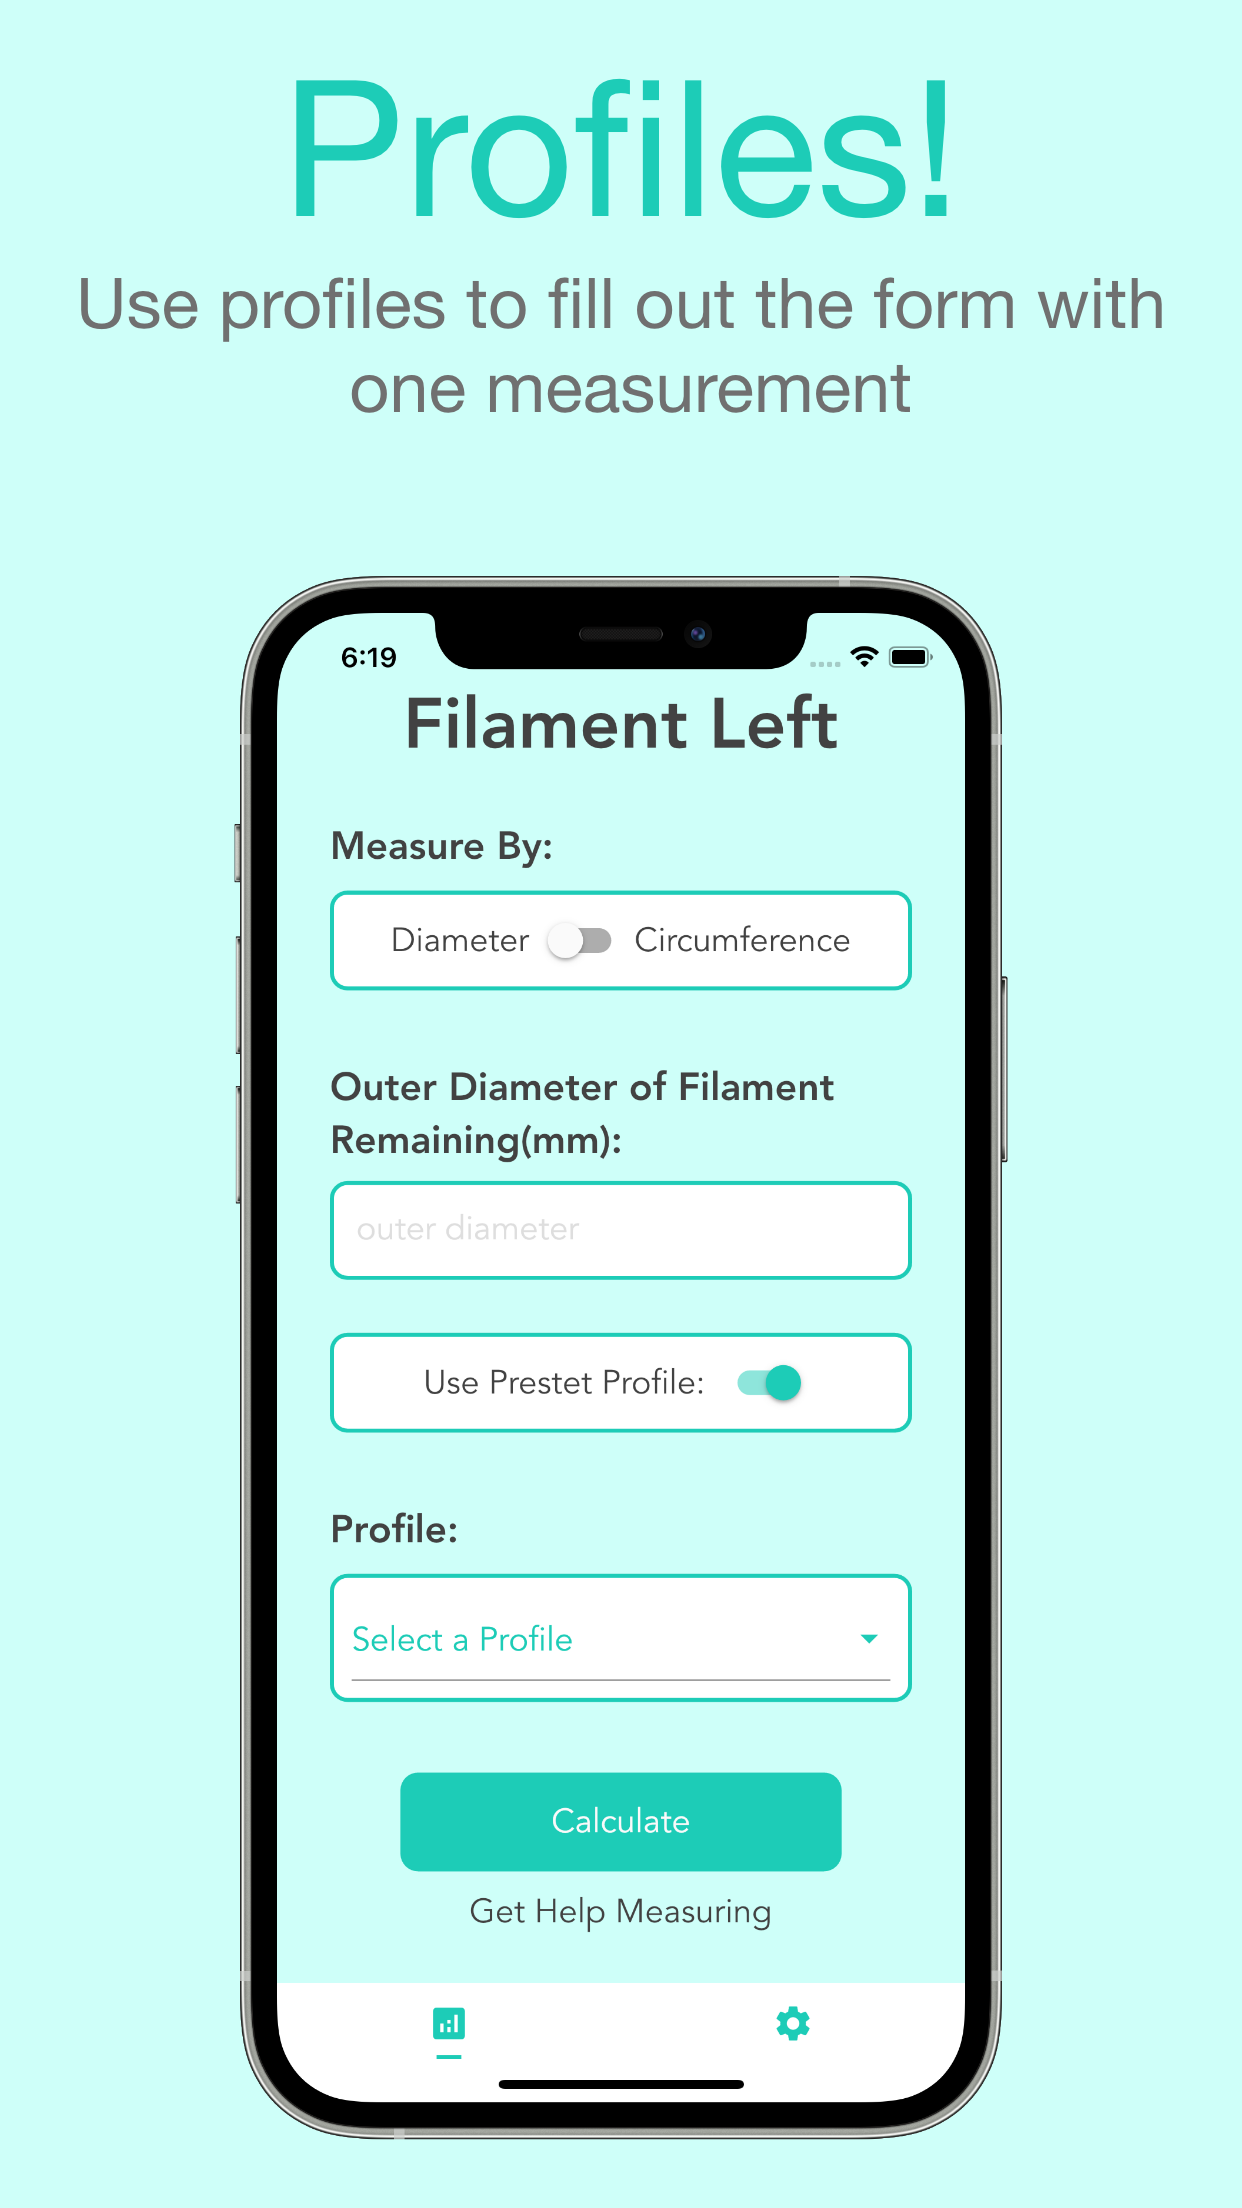 Profiles!
Use profiles to fill out the form with
one measurement
6:19
Filament Left
Measure By:
Diameter Circumference
Outer Diameter of Filament
Remaining(mm):
outer diameter
Use Prestet Profile:
Profile:
Select a Profile
Calculate
Get Help Measuring